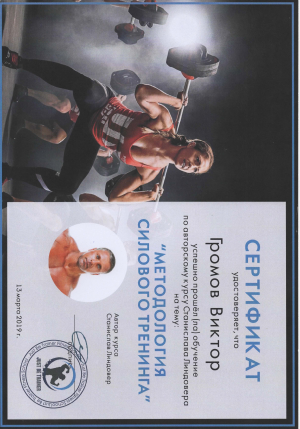 СЕРТИФИКАТ
удостоверяет, что
Громов Виктор
успешно прошёл [ла] обучение
по авторскому курсу Станислава Линдовера
на тему:
"МЕТОДОЛОГИЯ
СИЛОВОГО ТРЕНИНГА"
Автор курса
Станислав Линдовер
13 марта 2019 г.